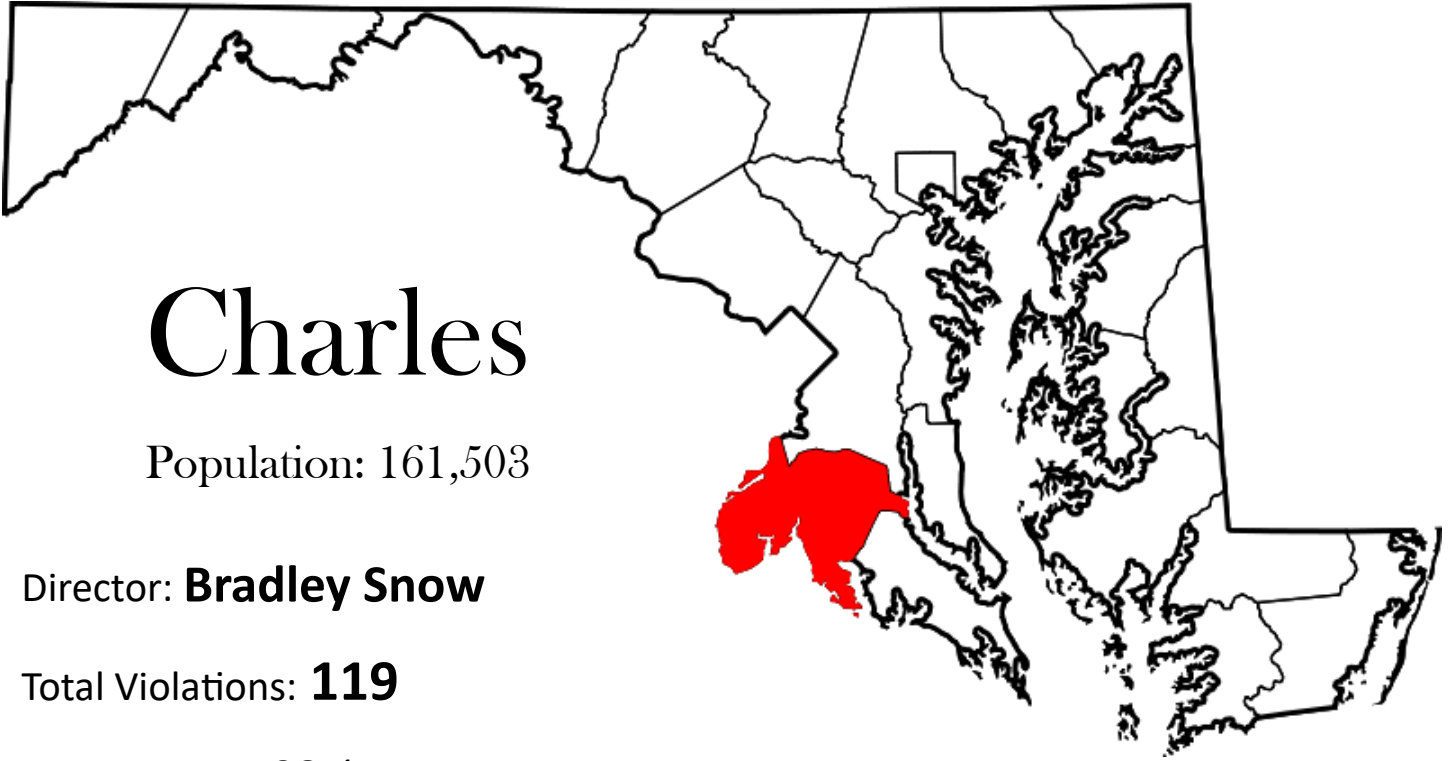 Charles
Population: 161,503
Director: Bradley Snow
Total Violations: 119